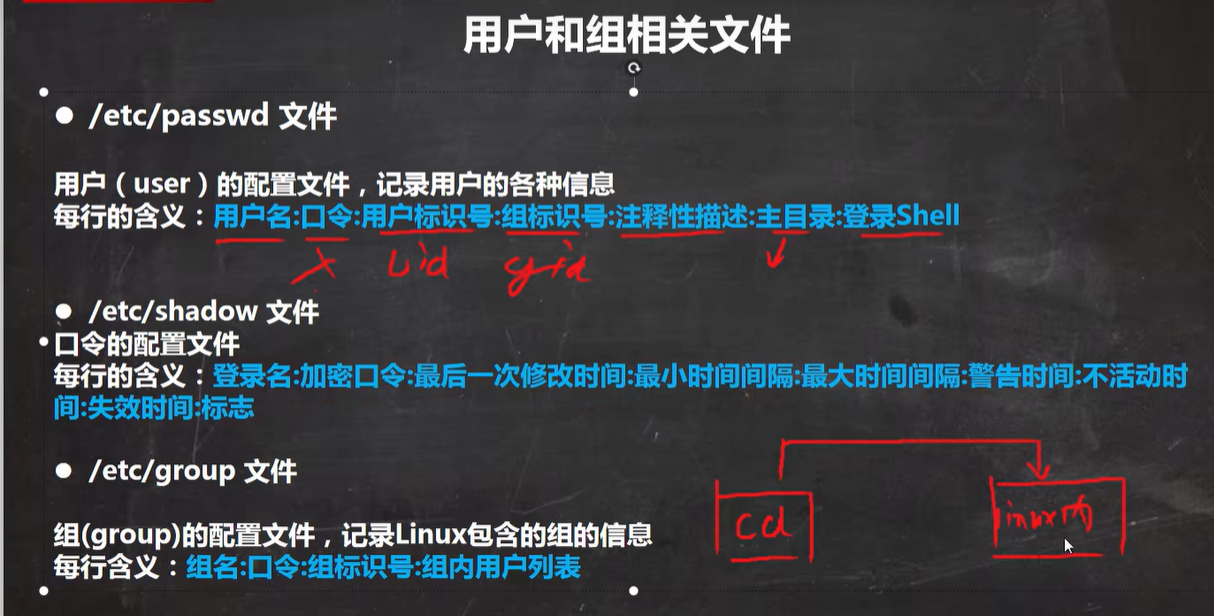 用户和组相关文件
/etc/passwd 文件
用户（user）的配置文件，记录用户的各种信息
每行的含义：用户名:口令:用户标识号:组标识号:注释性描述:主目录:登录Shell
x uid gid
/etc/shadow 文件
口令的配置文件
每行的含义：登录名:加密口令:最后一次修改时间:最小时间间隔:最大时间间隔:警告时间:不活动时
间:失效时间:标志
/etc/group 文件
组(group)的配置文件，记录Linux包含的组的信息
每行含义：组名:口令:组标识号:组内用户列表
cd linux内